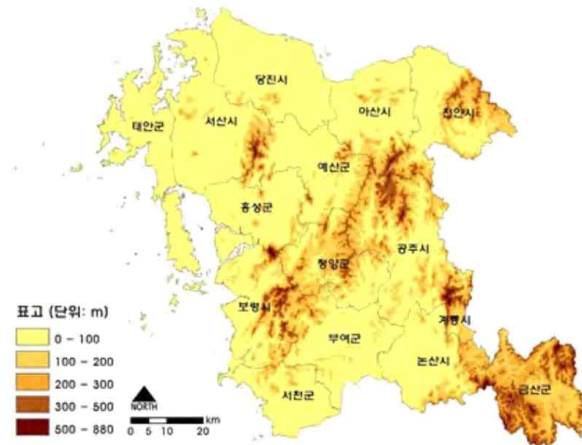 당진시
아산시
천안시
태안군
서산시
예산군
홍성군
공주시
청양군
보령시
계룡시
부여군
논산시
금산군
서천군
표고 (단위: m)
0 - 100
100 - 200
200 - 300
300 - 500
500 - 880
NORTH
km
0 5 10 20